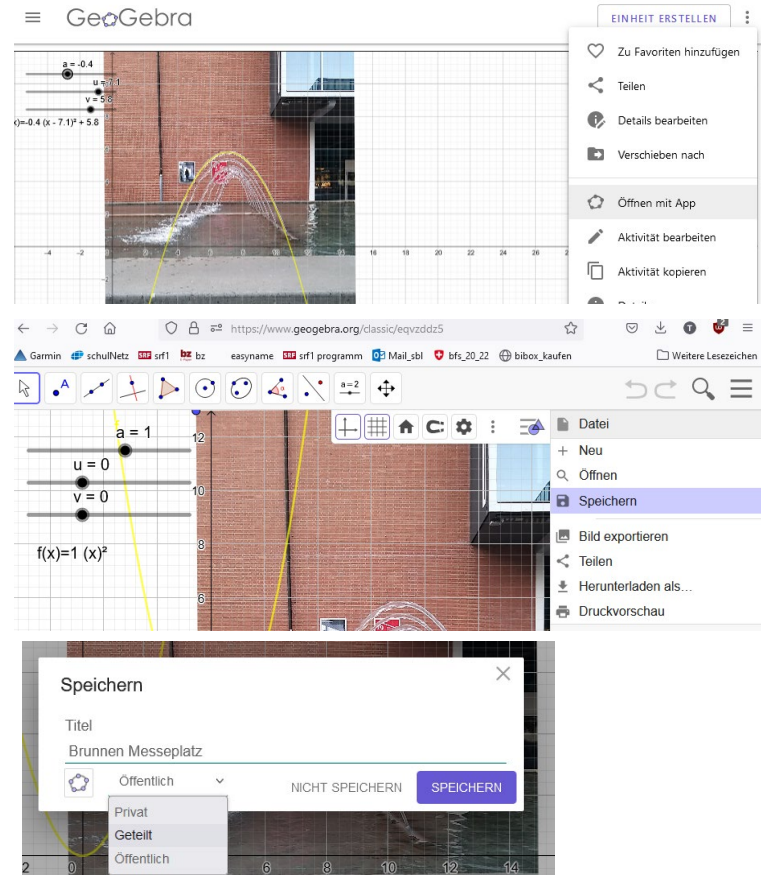 GeoGebra
EINHEIT ERSTELLEN
a = -0.4
u = 7.1
v = 5.8
x)=-0.4 (x - 7.1)² + 5.8
-4 -2 16 18 20 22 24 26
Zu Favoriten hinzufügen
Teilen
Details bearbeiten
Verschieben nach
Öffnen mit App
Aktivität bearbeiten
Aktivität kopieren
https://www.geogebra.org/classic/eqvzddz5
Garmin schulNetz SRF srf1 bz bz easyname SRF srf1 programm Mail_sbl bfs_20_22 bibox_kaufen Weitere Lesezeichen
A a=2
a = 1
u = 0
v = 0
f(x)=1 (x)²
12
10
8
6
Datei
Neu
Öffnen
Speichern
Bild exportieren
Teilen
Herunterladen als...
Druckvorschau
Speichern
Titel
Brunnen Messeplatz
Öffentlich
NICHT SPEICHERN SPEICHERN
Privat
Geteilt
Öffentlich
2 0 6 8 10 12 14